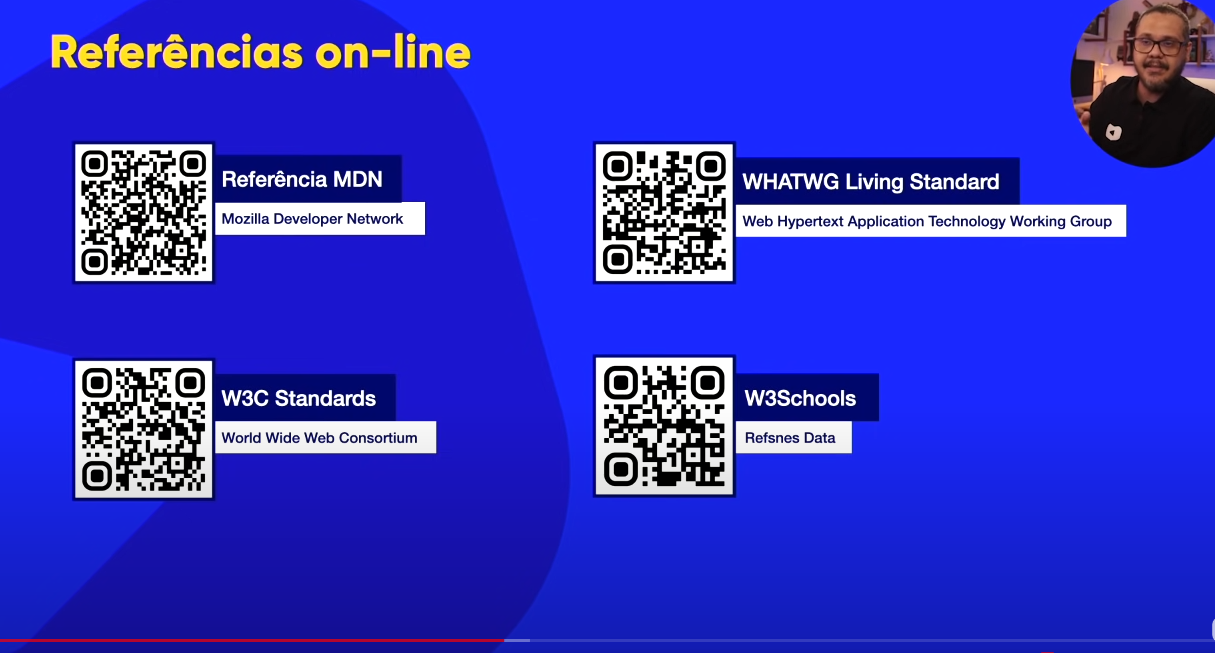 Referências on-line
Referência MDN
Mozilla Developer Network
WHATWG Living Standard
Web Hypertext Application Technology Working Group
W3C Standards
World Wide Web Consortium
W3Schools
Refsnes Data